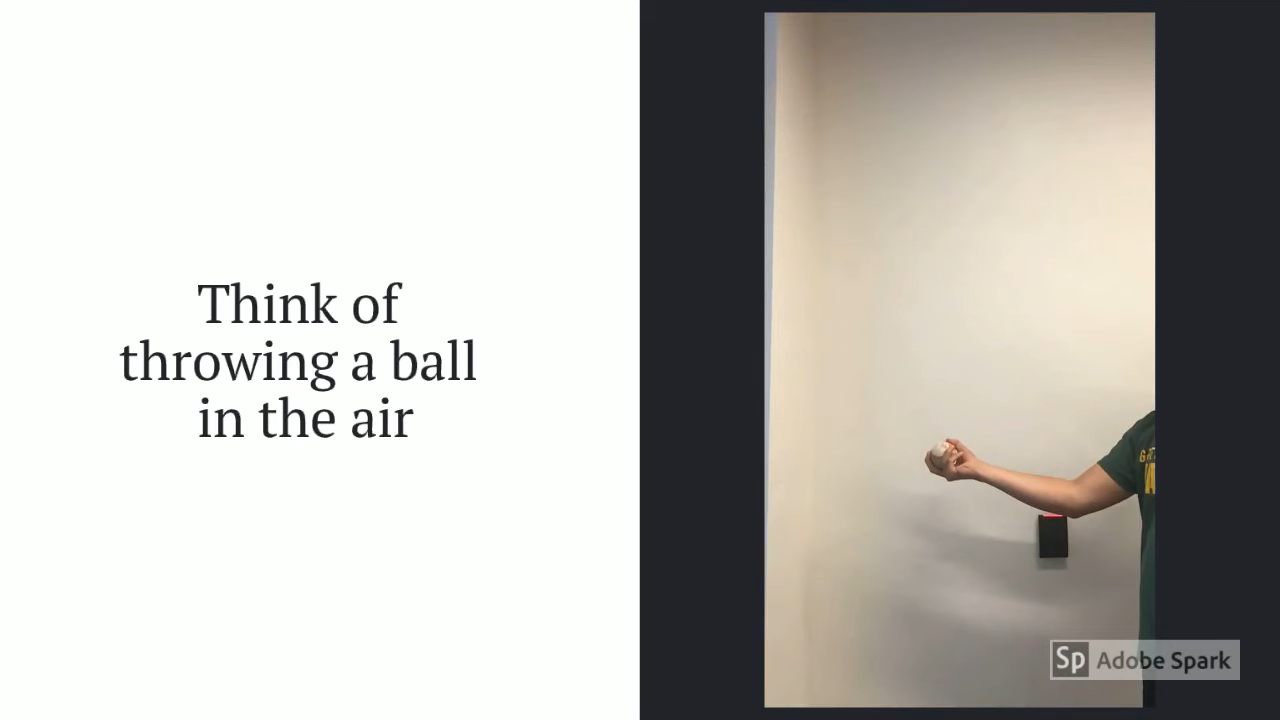 Think of
throwing a ball
in the air
Sp Adobe Spark